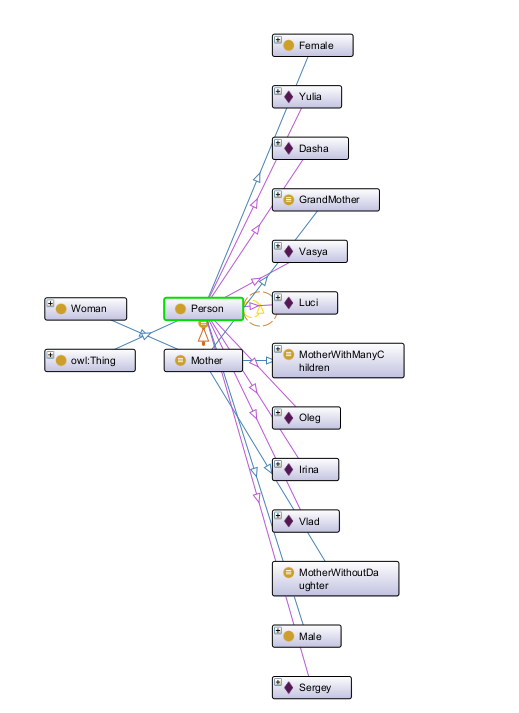 Female
Yulia
Dasha
GrandMother
Vasya
Woman
Person
Luci
owl:Thing
Mother
MotherWithManyC
hildren
Oleg
Irina
Vlad
MotherWithoutDa
ughter
Male
Sergey